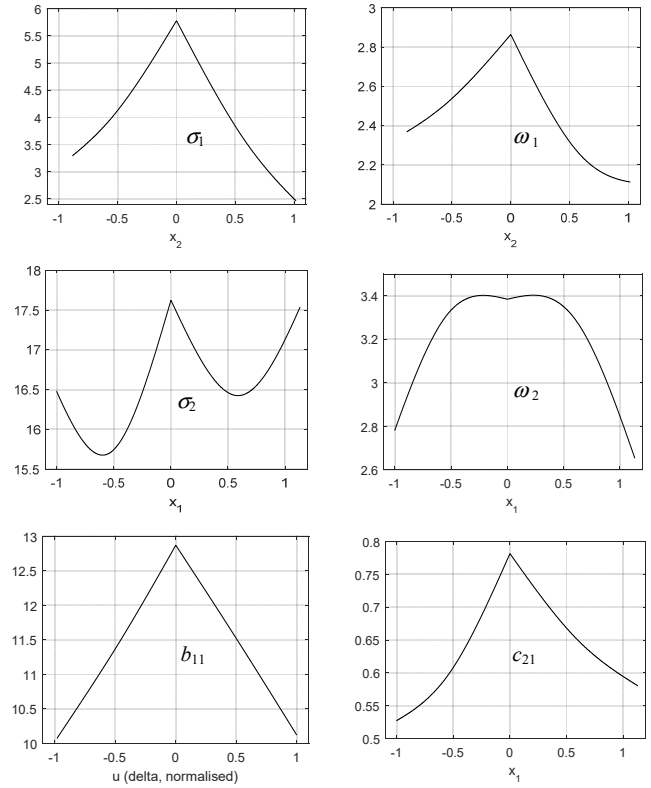 6
5.5
5
4.5
4
3.5
3
2.5
σ1
-1 -0.5 0 0.5 1
x2
3
2.8
2.6
2.4
2.2
2
ω1
-1 -0.5 0 0.5 1
x2
18
17.5
17
16.5
16
15.5
σ2
-1 -0.5 0 0.5 1
x1
3.4
3.2
3
2.8
2.6
ω2
-1 -0.5 0 0.5 1
x1
13
12.5
12
11.5
11
10.5
10
b11
-1 -0.5 0 0.5 1
u (delta, normalised)
0.8
0.75
0.7
0.65
0.6
0.55
0.5
c21
-1 -0.5 0 0.5 1
x1